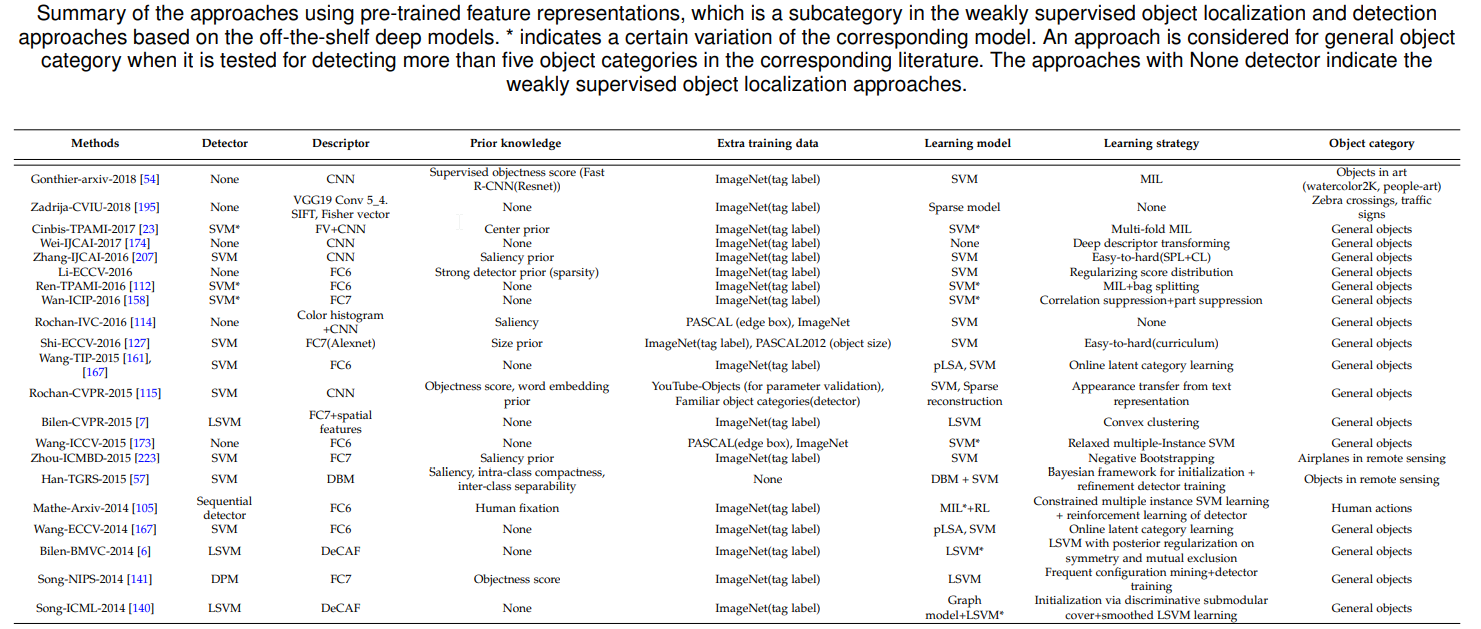 Summary of the approaches using pre-trained feature representations, which is a subcategory in the weakly supervised object localization and detection
approaches based on the off-the-shelf deep models. * indicates a certain variation of the corresponding model. An approach is considered for general object
category when it is tested for detecting more than five object categories in the corresponding literature. The approaches with None detector indicate the
weakly supervised object localization approaches.
Methods Detector Descriptor Prior knowledge Extra training data Learning model Learning strategy Object category
Gonthier-arxiv-2018 [54] None CNN Supervised objectness score (Fast R-CNN(Resnet)) ImageNet(tag label) SVM MIL Objects in art (watercolor2K, people-art)
Zadrija-CVIU-2018 [195] None VGG19 Conv 5_4. SIFT, Fisher vector None ImageNet(tag label) Sparse model None Zebra crossings, traffic signs
Cinbis-TPAMI-2017 [23] SVM* FV+CNN Center prior ImageNet(tag label) SVM* Multi-fold MIL General objects
Wei-IJCAI-2017 [174] None CNN None ImageNet(tag label) None Deep descriptor transforming General objects
Zhang-IJCAI-2016 [207] SVM CNN Saliency prior ImageNet(tag label) SVM Easy-to-hard(SPL+CL) General objects
Li-ECCV-2016 None FC6 Strong detector prior (sparsity) ImageNet(tag label) SVM Regularizing score distribution General objects
Ren-TPAMI-2016 [112] SVM* FC6 None ImageNet(tag label) SVM* MIL+bag splitting General objects
Wan-ICIP-2016 [158] SVM* FC7 None ImageNet(tag label) SVM* Correlation suppression+part suppression General objects
Rochan-IVC-2016 [114] None Color histogram +CNN Saliency PASCAL (edge box), ImageNet SVM None General objects
Shi-ECCV-2016 [127] SVM FC7(Alexnet) Size prior ImageNet(tag label), PASCAL2012 (object size) SVM Easy-to-hard(curriculum) General objects
Wang-TIP-2015 [161], [167] SVM FC6 None ImageNet(tag label) pLSA, SVM Online latent category learning General objects
Rochan-CVPR-2015 [115] SVM CNN Objectness score, word embedding prior YouTube-Objects (for parameter validation), Familiar object categories(detector) SVM, Sparse reconstruction Appearance transfer from text representation General objects
Bilen-CVPR-2015 [7] LSVM FC7+spatial features None ImageNet(tag label) LSVM Convex clustering General objects
Wang-ICCV-2015 [173] None FC6 None PASCAL(edge box), ImageNet SVM* Relaxed multiple-Instance SVM General objects
Zhou-ICMBD-2015 [223] SVM FC7 Saliency prior ImageNet(tag label) SVM Negative Bootstrapping Airplanes in remote sensing
Han-TGRS-2015 [57] SVM DBM Saliency, intra-class compactness, inter-class separability None DBM + SVM Bayesian framework for initialization + refinement detector training Objects in remote sensing
Mathe-Arxiv-2014 [105] Sequential detector FC6 Human fixation ImageNet(tag label) MIL*+RL Constrained multiple instance SVM learning + reinforcement learning of detector Human actions
Wang-ECCV-2014 [167] SVM FC6 None ImageNet(tag label) pLSA, SVM Online latent category learning General objects
Bilen-BMVC-2014 [6] LSVM DeCAF None ImageNet(tag label) LSVM* LSVM with posterior regularization on symmetry and mutual exclusion General objects
Song-NIPS-2014 [141] DPM FC7 Objectness score ImageNet(tag label) LSVM Frequent configuration mining+detector training General objects
Song-ICML-2014 [140] LSVM DeCAF None ImageNet(tag label) Graph model+LSVM* Initialization via discriminative submodular cover+smoothed LSVM learning General objects